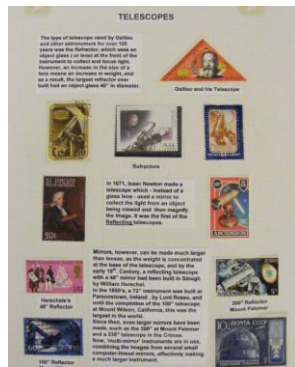 TELESCOPES
The type of telescope used by Galileo
and other astronomers for over 100
years was the Refractor, which uses an
object glass ( or lens) at the front of the
instrument to collect and focus light.
However, an increase in the size of a
lens means an increase in weight, and
as a result, the largest refractor ever
built had an object glass 40" in diameter.
Galileo and his Telescope
Refractors
In 1671, Isaac Newton made a
telescope which - instead of a
glass lens - used a mirror to
collect the light from an object
being viewed and then magnify
the image. It was the first of the
Reflecting telescopes.
90c
ASCENSION
Mirrors, however, can be made much larger
than lenses, as the weight is concentrated
at the base of the telescope, and by the
early 19th. Century, a reflecting telescope
with a 48" mirror had been built in Slough
by William Herschel.
In the 1850's, a 72" instrument was built at
Parsonstown, Ireland , by Lord Rosse, and
until the completion of the 100" telescope
at Mount Wilson, California, this was the
largest in the world.
Since then, even larger mirrors have been
made, such as the 200" at Mount Palomar
and a 236" telescope in the Crimea.
Now, 'multi-mirror' instruments are in use,
combining the images from several small
computer-linked mirrors, effectively making
a much larger instrument.
Herschel's
48" Reflector
200" Reflector
Mount Palomar
100" Reflector